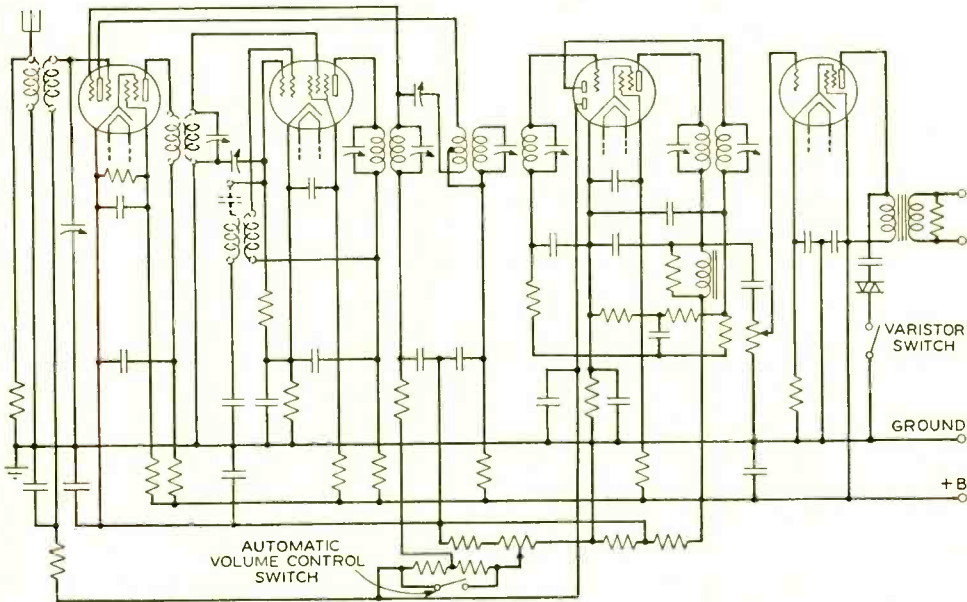 VARISTOR
SWITCH
GROUND
+B
AUTOMATIC
VOLUME CONTROL
SWITCH